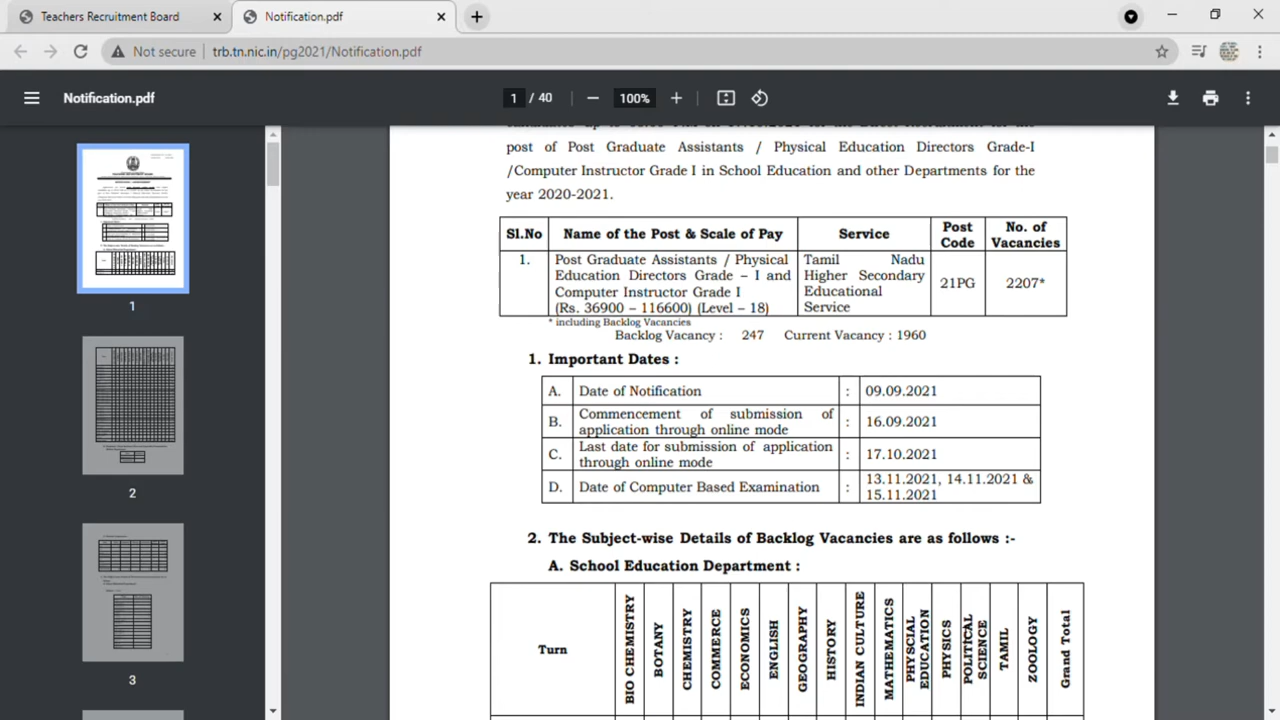 Teachers Recruitment Board
Notification.pdf
Not secure
trb.tn.nic.in/pg2021/Notification.pdf
Notification.pdf
1 / 40
100%
post of Post Graduate Assistants / Physical Education Directors Grade-I
/Computer Instructor Grade I in School Education and other Departments for the
year 2020-2021.
Sl.No Name of the Post & Scale of Pay Service Post Code No. of Vacancies
1. Post Graduate Assistants / Physical Tamil Nadu
Education Directors Grade – I and Higher Secondary 21PG 2207*
Computer Instructor Grade I Educational
(Rs. 36900 – 116600) (Level – 18) Service
* including Backlog Vacancies
Backlog Vacancy : 247 Current Vacancy : 1960
1. Important Dates :
A. Date of Notification : 09.09.2021
B. Commencement of submission of
application through online mode : 16.09.2021
C. Last date for submission of application
through online mode : 17.10.2021
D. Date of Computer Based Examination : 13.11.2021, 14.11.2021 &
15.11.2021
2. The Subject-wise Details of Backlog Vacancies are as follows :-
A. School Education Department :
Turn
BIO CHEMISTRY
BOTANY
CHEMISTRY
COMMERCE
ECONOMICS
ENGLISH
GEOGRAPHY
HISTORY
INDIAN CULTURE
MATHEMATICS
PHYSCIAL
EDUCATION
PHYSICS
POLITICAL
SCIENCE
TAMIL
ZOOLOGY
Grand Total
1
2
3